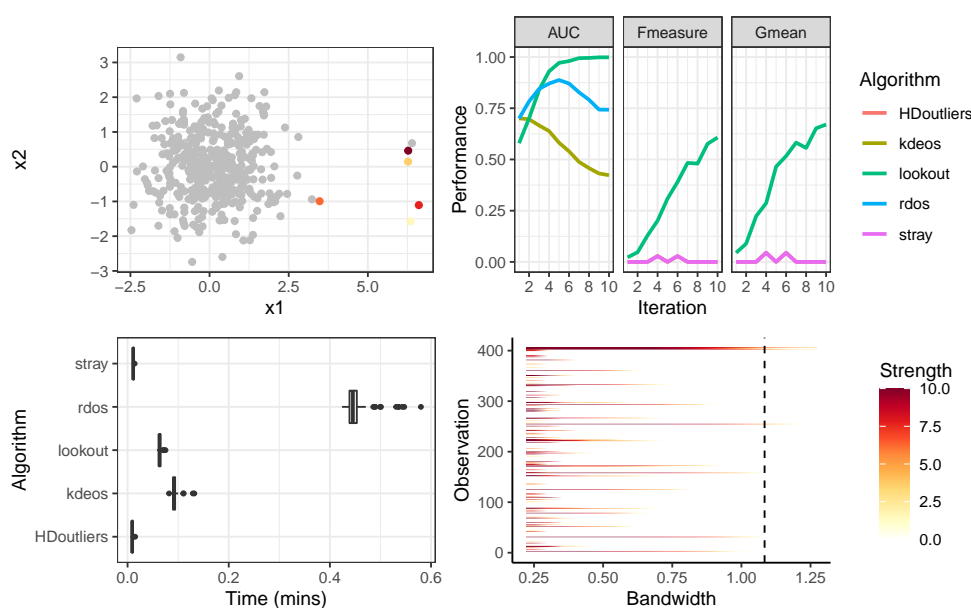 3
2
1
0
−1
−2
−3
x2
−2.5
0.0
2.5
5.0
x1
AUC
Fmeasure
Gmean
1.00
0.75
0.50
0.25
0.00
Performance
2 4 6 8 10
2 4 6 8 10
2 4 6 8 10
Iteration
Algorithm
HDoutliers
kdeos
lookout
rdos
stray
stray
rdos
lookout
kdeos
HDoutliers
Algorithm
0.0
0.2
0.4
0.6
Time (mins)
400
300
200
100
0
Observation
0.25
0.50
0.75
1.00
1.25
Bandwidth
Strength
10.0
7.5
5.0
2.5
0.0